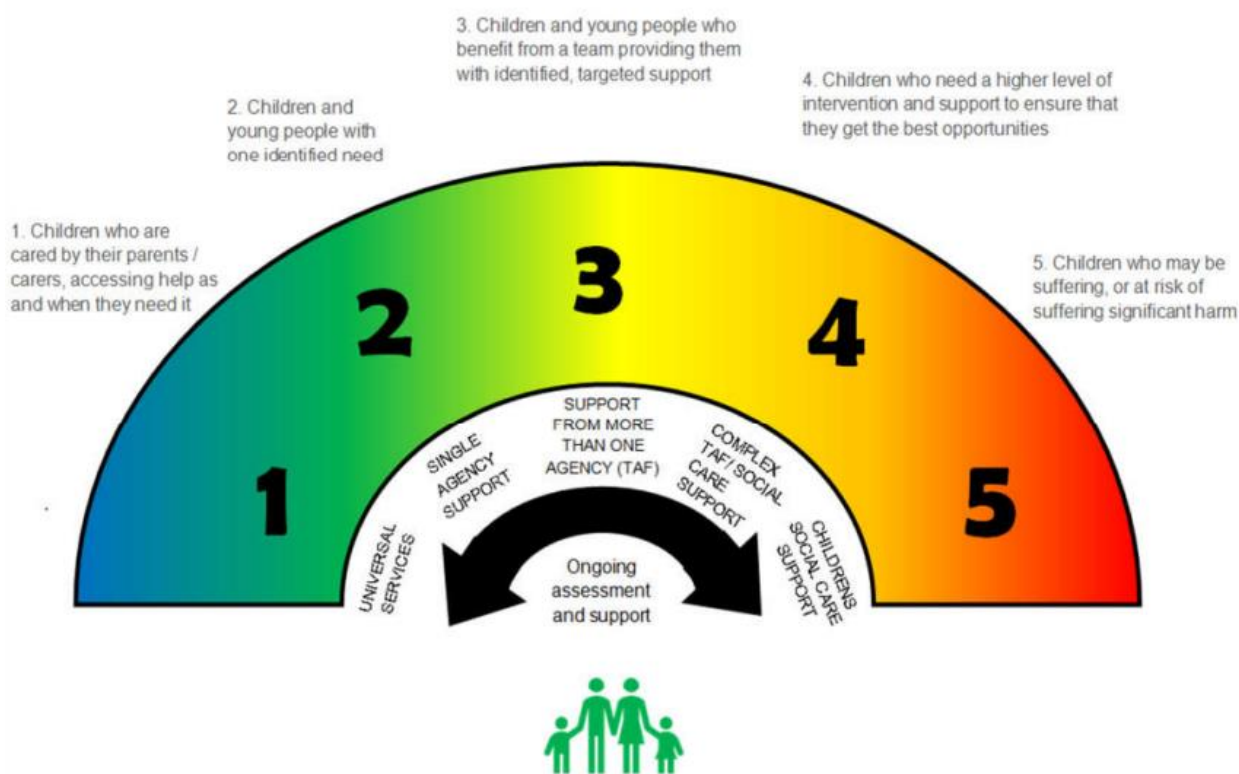 3. Children and young people who
benefit from a team providing them
with identified, targeted support
4. Children who need a higher level of
intervention and support to ensure that
they get the best opportunities
2. Children and
young people with
one identified need
1. Children who are
cared by their parents /
carers, accessing help as
and when they need it
5. Children who may be
suffering, or at risk of
suffering significant harm
1
2
3
4
5
UNIVERSAL
SERVICES
SINGLE
AGENCY
SUPPORT
SUPPORT
FROM MORE
THAN ONE
AGENCY (TAF)
COMPLEX
TAF/ SOCIAL
CARE
SUPPORT
CHILDRENS
SOCIAL CARE
SUPPORT
Ongoing
assessment
and support